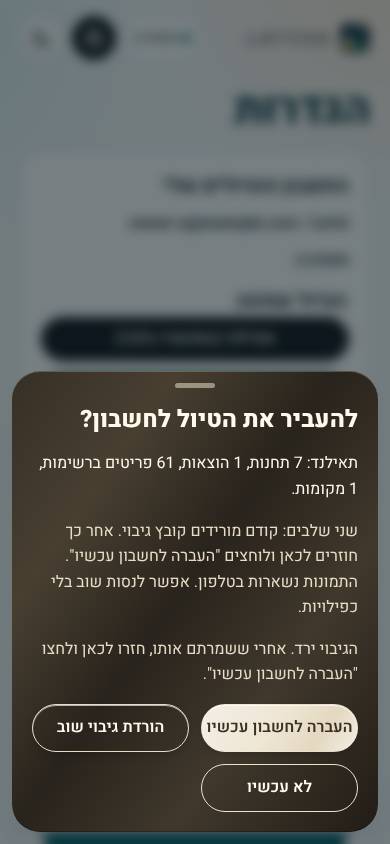 הגדרות
להעביר את הטיול לחשבון?
תאילנד: 7 תחנות, 1 הוצאות, 61 פריטים ברשימות,
1 מקומות.
שני שלבים: קודם מורידים קובץ גיבוי. אחר כך
חוזרים לכאן ולוחצים "העברה לחשבון עכשיו".
התמונות נשארות בטלפון. אפשר לנסות שוב בלי
כפילויות.
הגיבוי ירד. אחרי ששמרתם אותו, חזרו לכאן ולחצו
"העברה לחשבון עכשיו".
העברה לחשבון עכשיו
הורדת גיבוי שוב
לא עכשיו